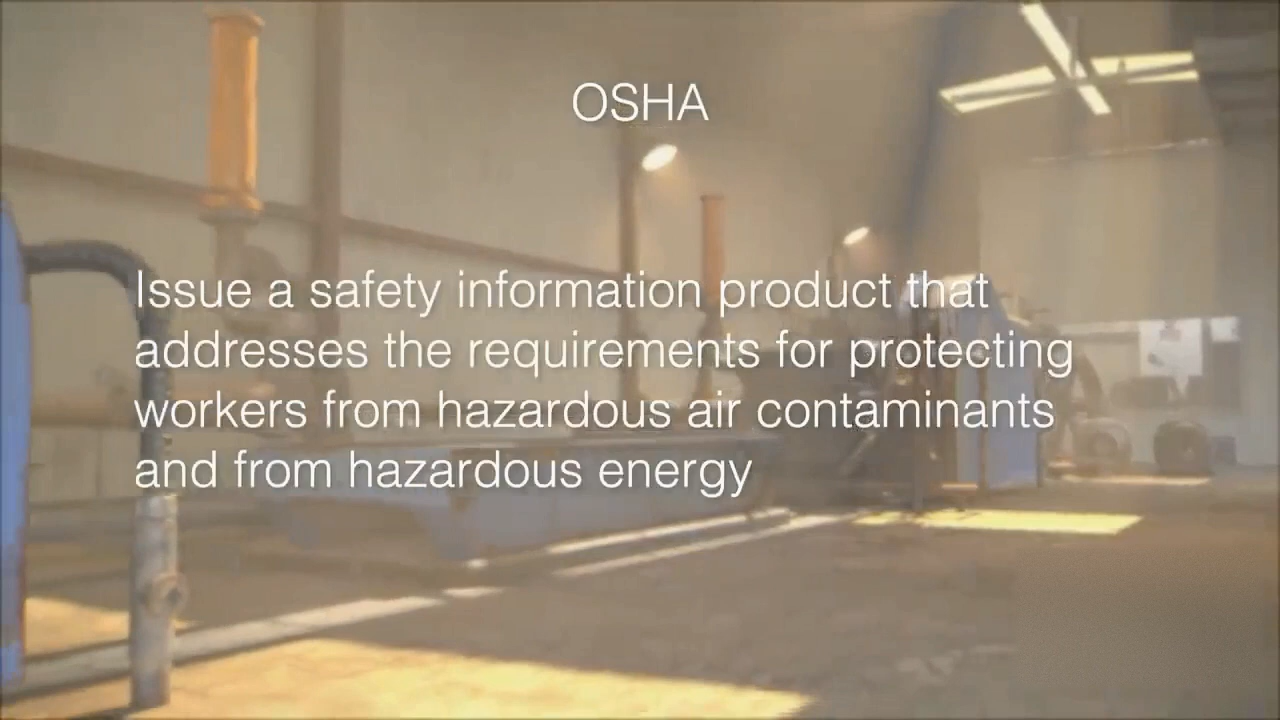 OSHA
Issue a safety information product that
addresses the requirements for protecting
workers from hazardous air contaminants
and from hazardous energy